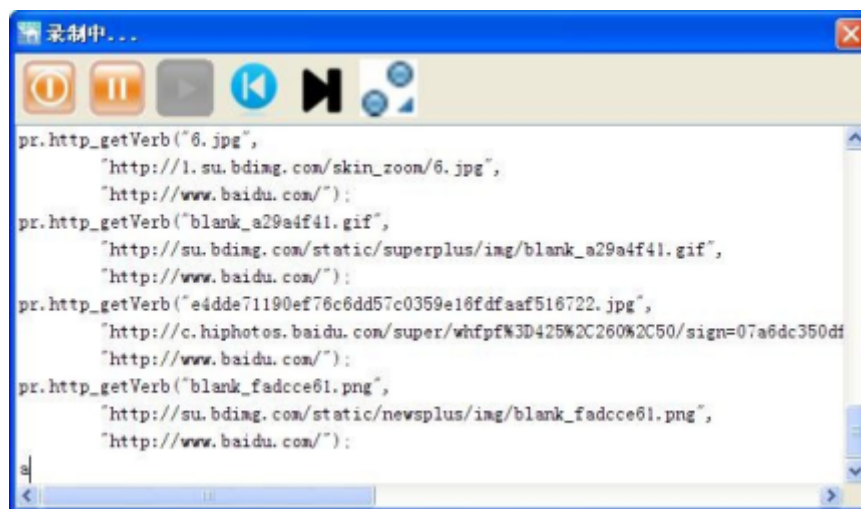 录制中...
pr.http_getVerb("6.jpg",
"http://1.su.bdimg.com/skin_zoom/6.jpg",
"http://www.baidu.com/");
pr.http_getVerb("blank_a29a4f41.gif",
"http://su.bdimg.com/static/superplus/img/blank_a29a4f41.gif",
"http://www.baidu.com/");
pr.http_getVerb("e4dde71190ef76c6dd57c0359e16fdfaaf516722.jpg",
"http://c.hiphotos.baidu.com/super/whfpf%3D425%2C260%2C50/sign=07a6dc350df
"http://www.baidu.com/");
pr.http_getVerb("blank_fadcce61.png",
"http://su.bdimg.com/static/newsplus/img/blank_fadcce61.png",
"http://www.baidu.com/");
a